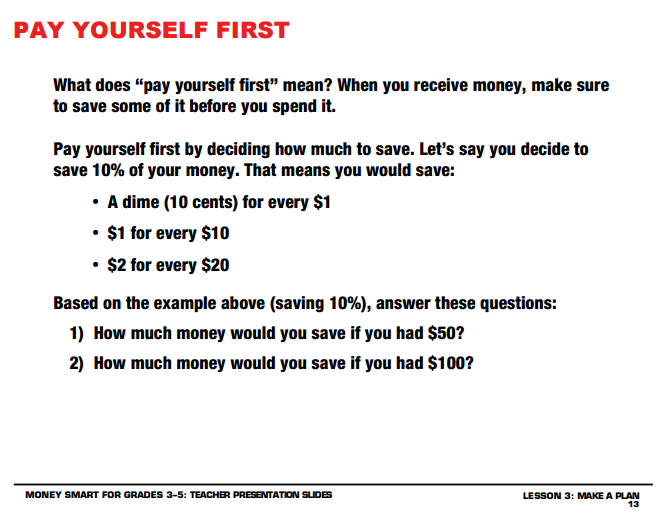 PAY YOURSELF FIRST
What does “pay yourself first” mean? When you receive money, make sure
to save some of it before you spend it.
Pay yourself first by deciding how much to save. Let’s say you decide to
save 10% of your money. That means you would save:
• A dime (10 cents) for every $1
• $1 for every $10
• $2 for every $20
Based on the example above (saving 10%), answer these questions:
1) How much money would you save if you had $50?
2) How much money would you save if you had $100?
MONEY SMART FOR GRADES 3–5: TEACHER PRESENTATION SLIDES
LESSON 3: MAKE A PLAN
13